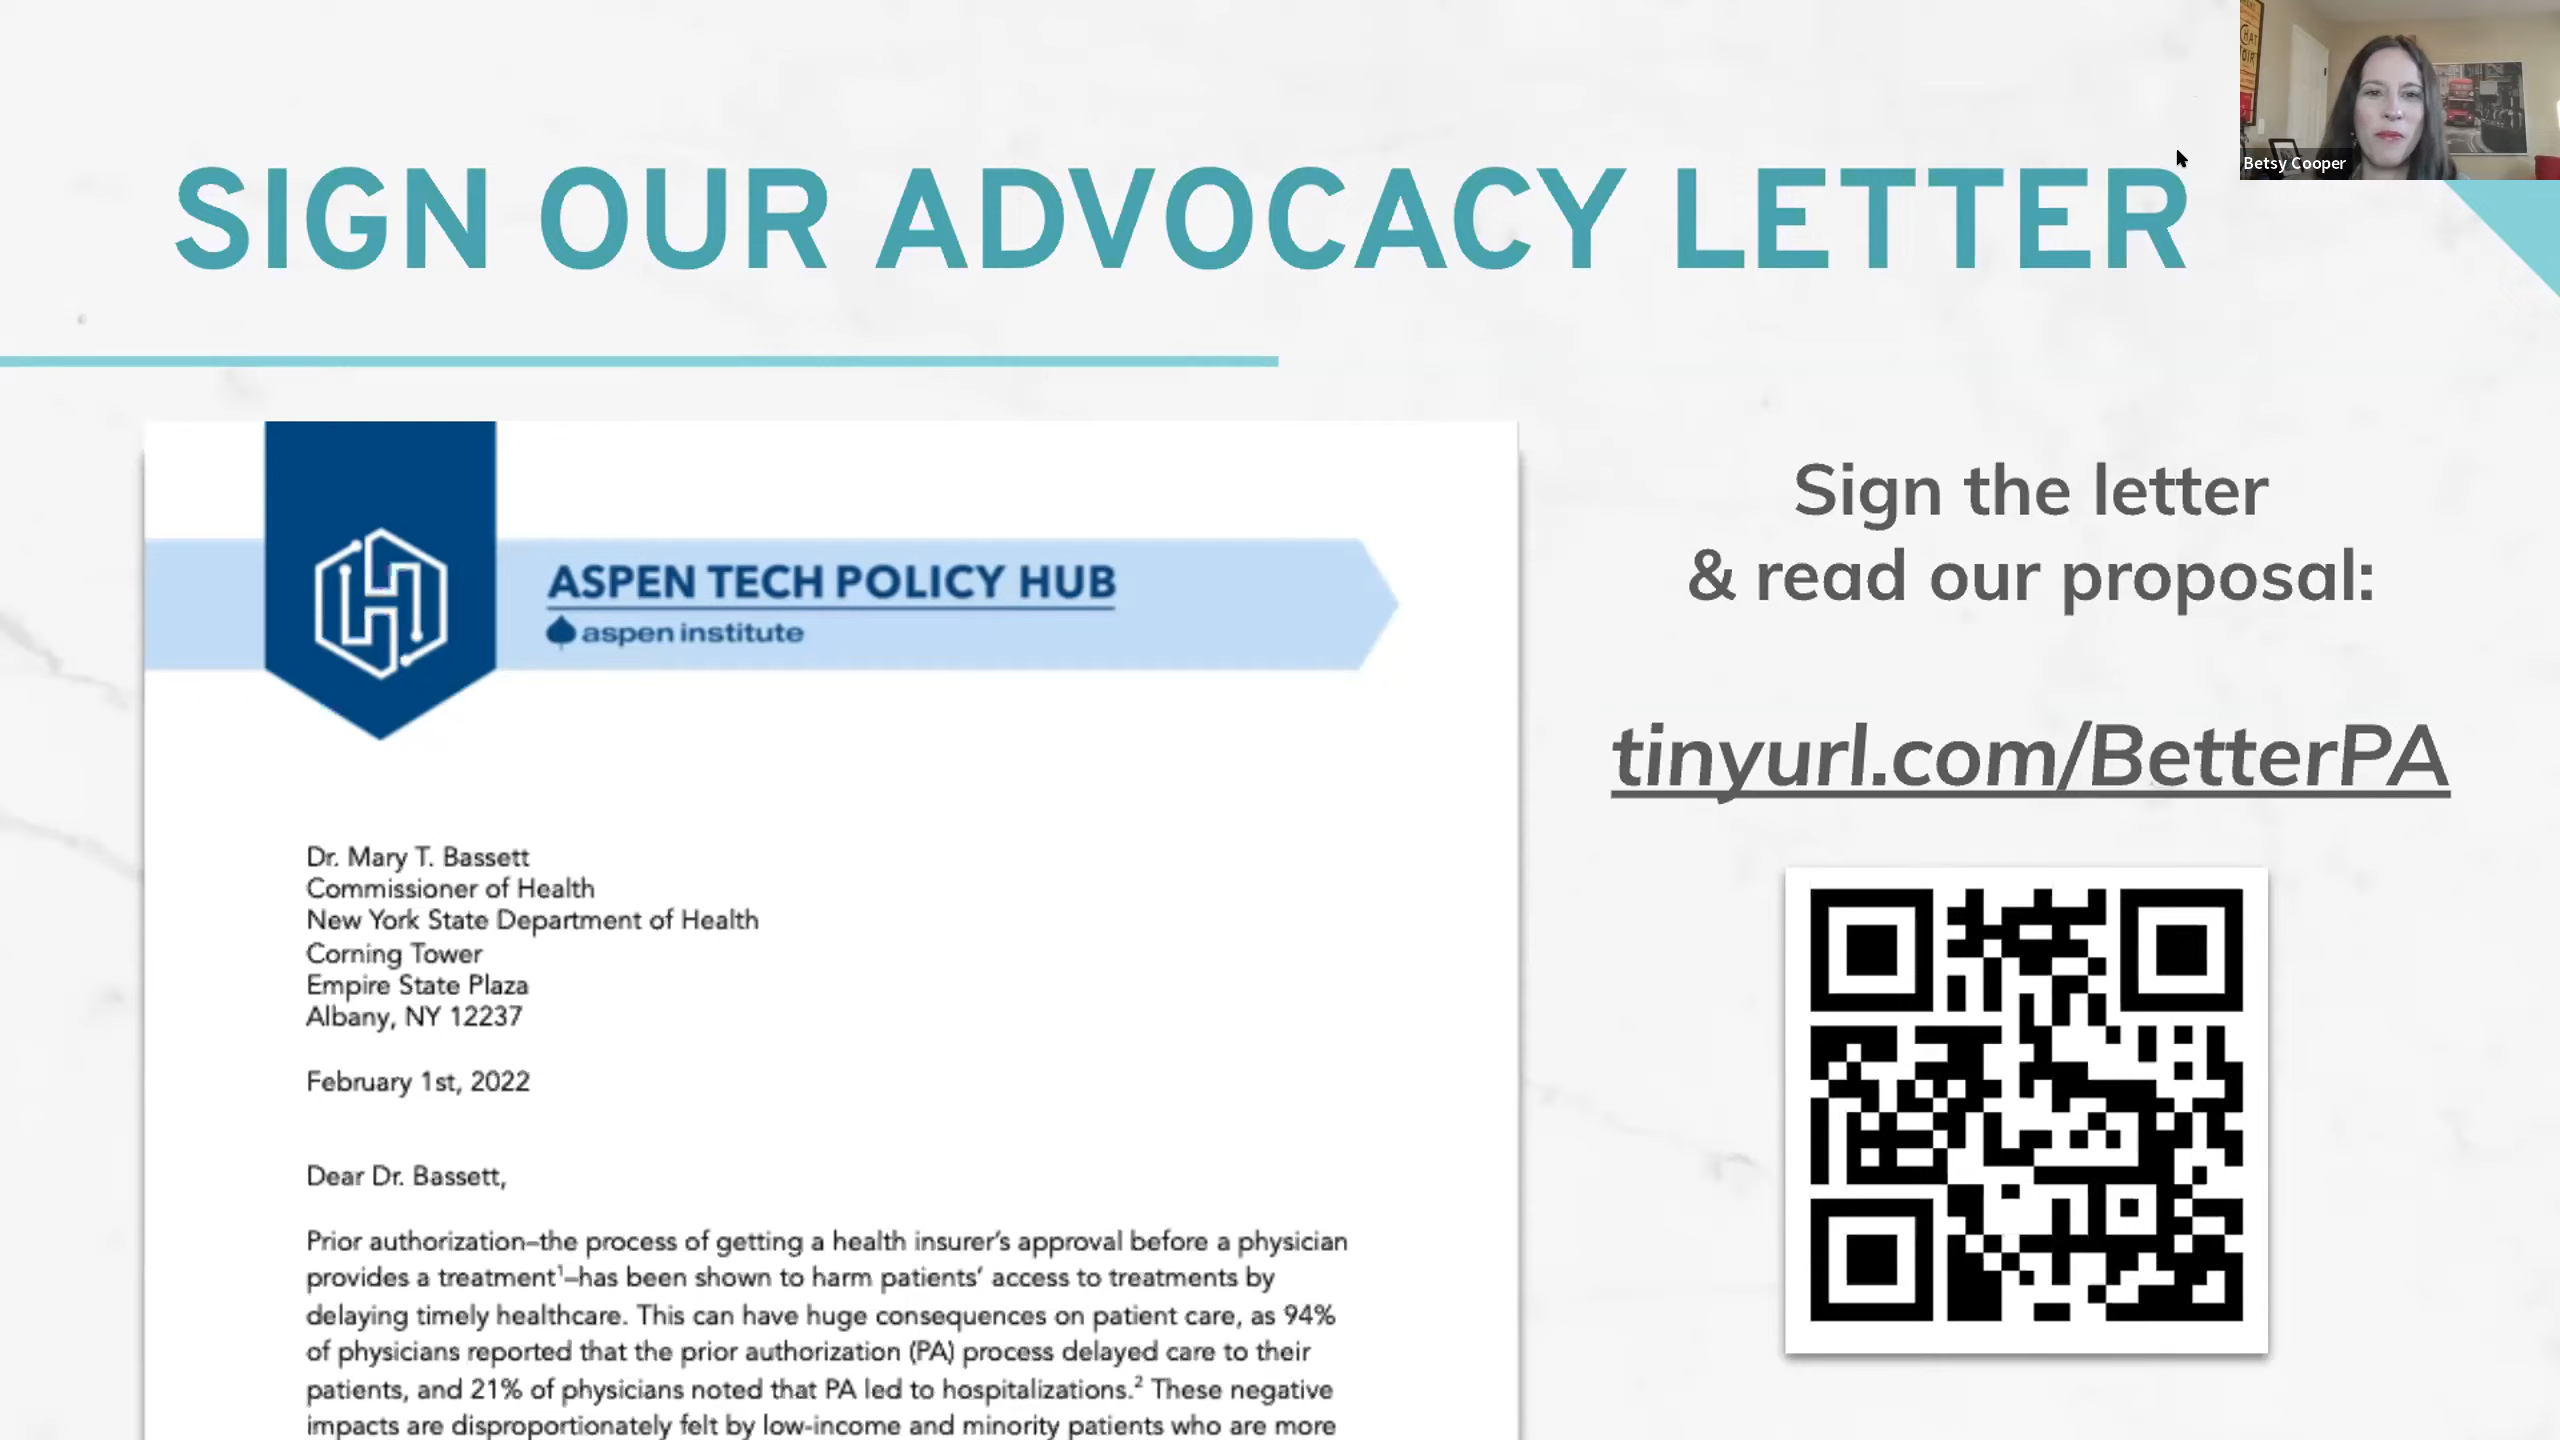 SIGN OUR ADVOCACY LETTER
Betsy Cooper
ASPEN TECH POLICY HUB
aspen institute
Dr. Mary T. Bassett
Commissioner of Health
New York State Department of Health
Corning Tower
Empire State Plaza
Albany, NY 12237
February 1st, 2022
Dear Dr. Bassett,
Prior authorization–the process of getting a health insurer’s approval before a physician
provides a treatment¹–has been shown to harm patients’ access to treatments by
delaying timely healthcare. This can have huge consequences on patient care, as 94%
of physicians reported that the prior authorization (PA) process delayed care to their
patients, and 21% of physicians noted that PA led to hospitalizations.² These negative
impacts are disproportionately felt by low-income and minority patients who are more
Sign the letter
& read our proposal:
tinyurl.com/BetterPA